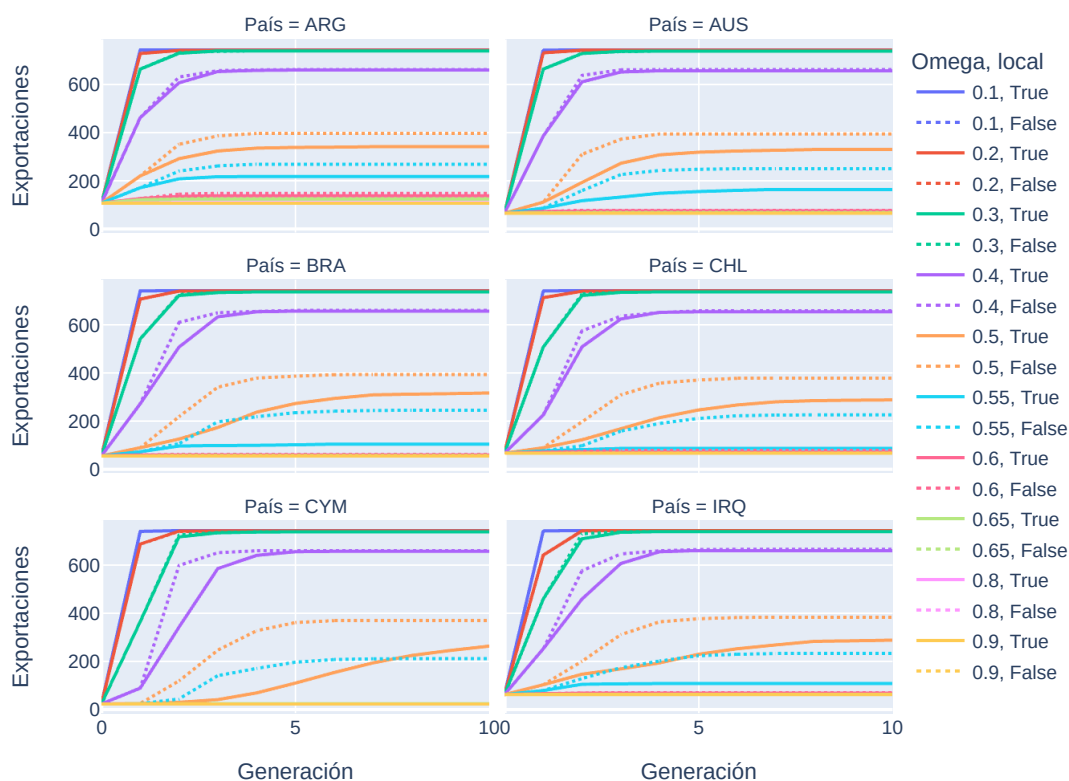 País = ARG
País = AUS
Exportaciones
600
400
200
0
Omega, local
0.1, True
0.1, False
0.2, True
0.2, False
0.3, True
0.3, False
0.4, True
0.4, False
0.5, True
0.5, False
0.55, True
0.55, False
0.6, True
0.6, False
0.65, True
0.65, False
0.8, True
0.8, False
0.9, True
0.9, False
País = BRA
País = CHL
Exportaciones
600
400
200
0
País = CYM
País = IRQ
Exportaciones
600
400
200
0
0
5
10
0
5
10
Generación
Generación